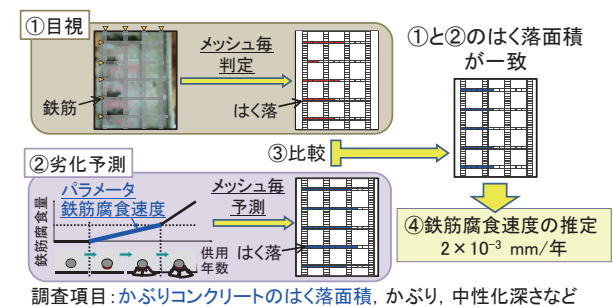 ①目視
メッシュ毎
判定
鉄筋
はく落
①と②のはく落面積
が一致
③比較
②劣化予測
鉄筋腐食量
パラメータ
鉄筋腐食速度
メッシュ毎
予測
供用
年数
はく落
④鉄筋腐食速度の推定
2×10⁻³ mm/年
調査項目：かぶりコンクリートのはく落面積，かぶり，中性化深さなど